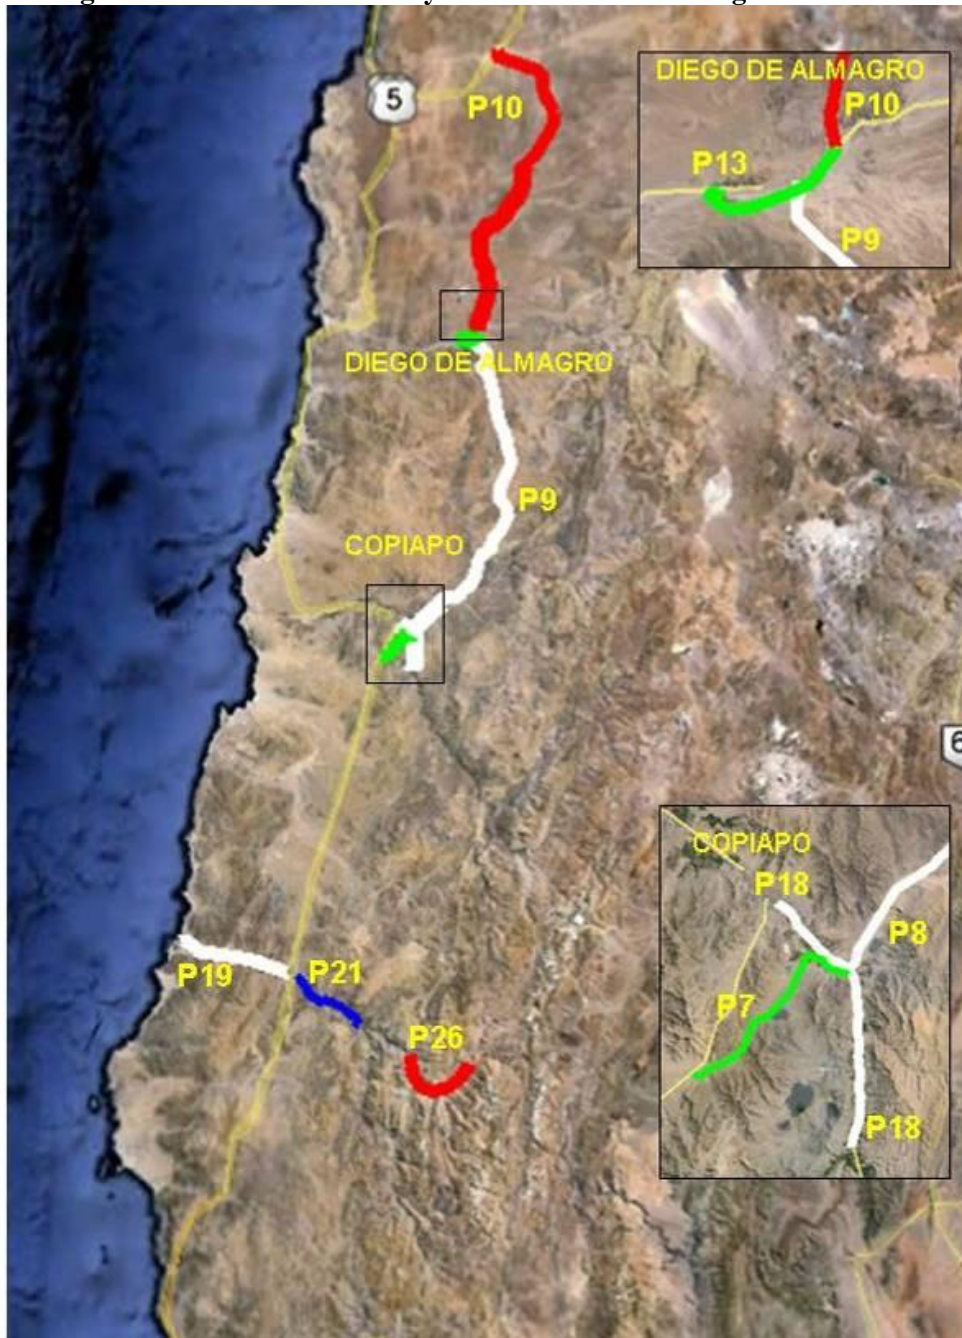 5
P10
DIEGO DE ALMAGRO
P10
P13
P9
DIEGO DE ALMAGRO
P9
COPIAPO
6
COPIAPO
P18
P8
P7
P18
P19
P21
P26